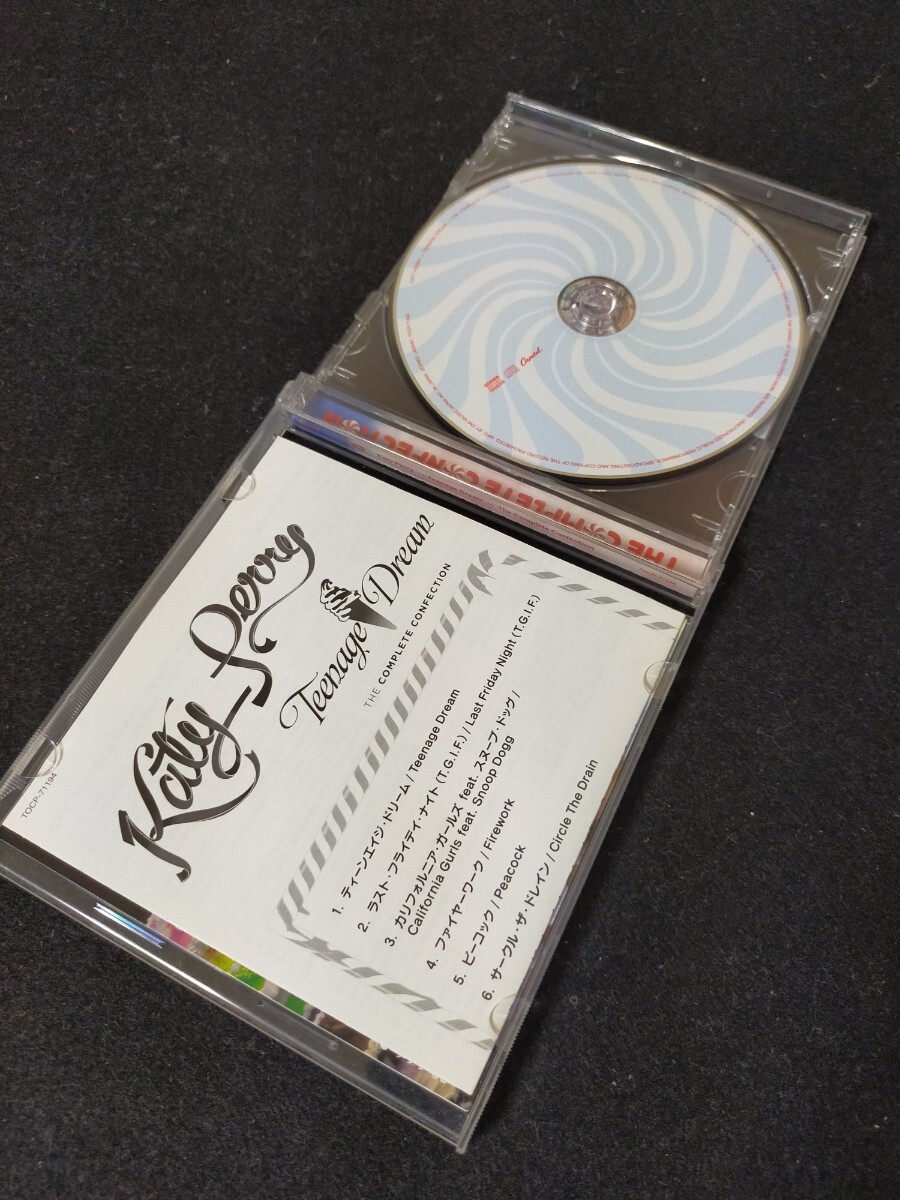 TOCP-71194
Katy Perry
Teenage Dream
THE COMPLETE CONFECTION
1. ティーンエイジ・ドリーム / Teenage Dream
2. ラスト・フライデイ・ナイト (T.G.I.F.) / Last Friday Night (T.G.I.F.)
3. カリフォルニア・ガールズ feat. スヌープ・ドッグ /
California Gurls feat. Snoop Dogg
4. ファイヤーワーク / Firework
5. ピーコック / Peacock
6. サークル・ザ・ドレイン / Circle The Drain
THE COMPLETE CONFECTION
Teenage Dream The Complete Confection
Capitol